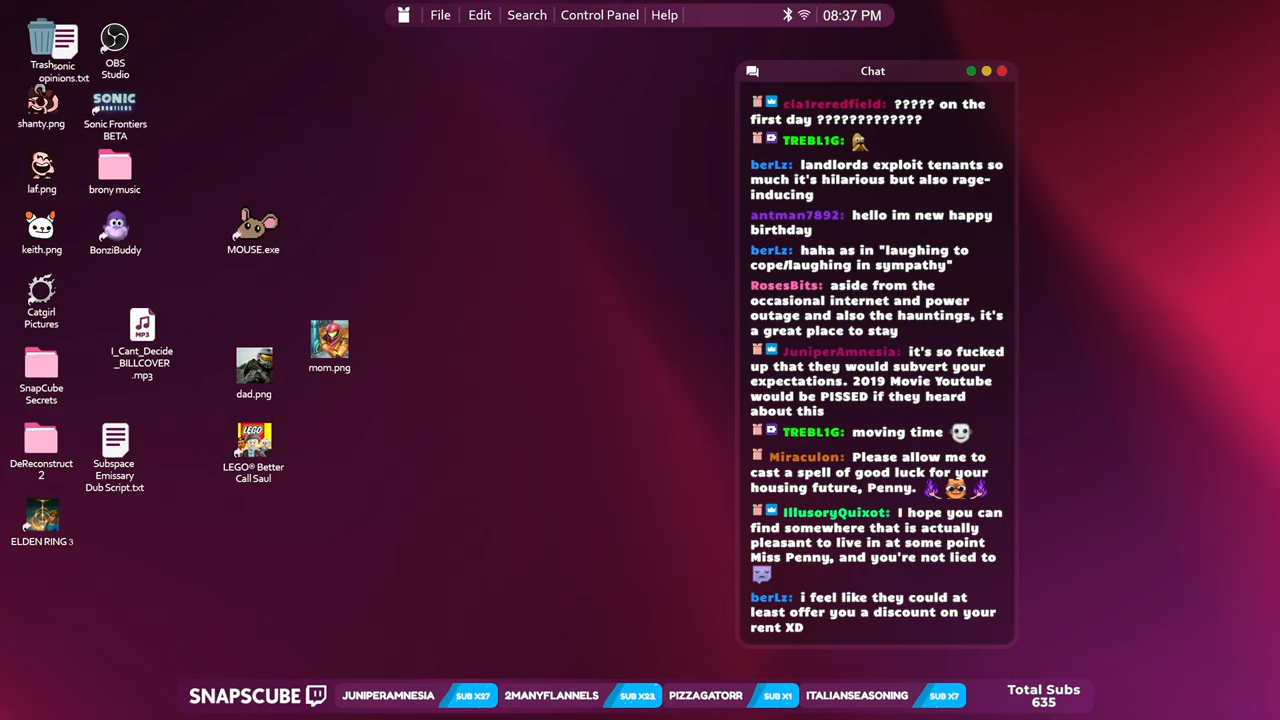 File Edit Search Control Panel Help 08:37 PM
Trash
sonic
opinions.txt
OBS
Studio
shanty.png
SONIC
FRONTIERS
Sonic Frontiers
BETA
laf.png
brony music
keith.png
BonziBuddy
MOUSE.exe
Catgirl
Pictures
MP3
I_Cant_Decide
_BILLCOVER
.mp3
mom.png
dad.png
SnapCube
Secrets
DeReconstruct
2
Subspace
Emissary
Dub Script.txt
LEGO
LEGO® Better
Call Saul
ELDEN RING 3
Chat
cla1reredfield: ????? on the
first day ?????????????
TREBL1G:
berLz: landlords exploit tenants so
much it's hilarious but also rage-
inducing
antman7892: hello im new happy
birthday
berLz: haha as in "laughing to
cope/laughing in sympathy"
RosesBits: aside from the
occasional internet and power
outage and also the hauntings, it's
a great place to stay
JuniperAmnesia: it's so fucked
up that they would subvert your
expectations. 2019 Movie Youtube
would be PISSED if they heard
about this
TREBL1G: moving time
Miraculon: Please allow me to
cast a spell of good luck for your
housing future, Penny.
IllusoryQuixot: I hope you can
find somewhere that is actually
pleasant to live in at some point
Miss Penny, and you're not lied to
berLz: i feel like they could at
least offer you a discount on your
rent XD
SNAPSCUBE JUNIPERAMNESIA SUB X27 2MANYFLANNELS SUB X23 PIZZAGATORR SUB X1 ITALIANSEASONING SUB X7 Total Subs
635